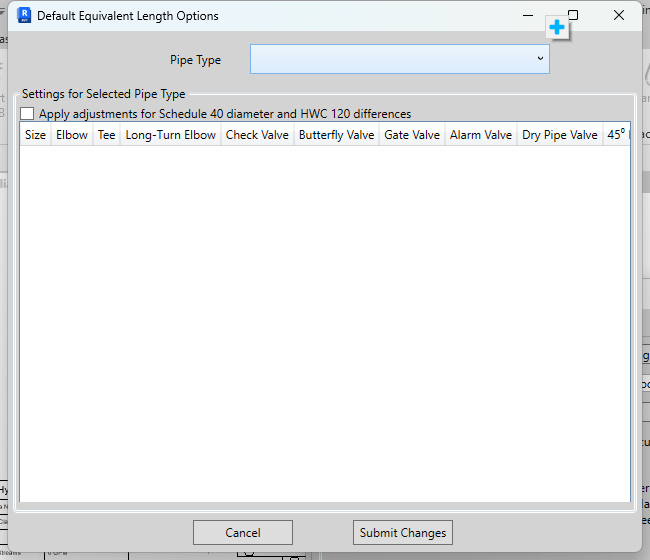 Default Equivalent Length Options
Pipe Type
Settings for Selected Pipe Type
Apply adjustments for Schedule 40 diameter and HWC 120 differences
Size Elbow Tee Long-Turn Elbow Check Valve Butterfly Valve Gate Valve Alarm Valve Dry Pipe Valve 45°
Cancel Submit Changes